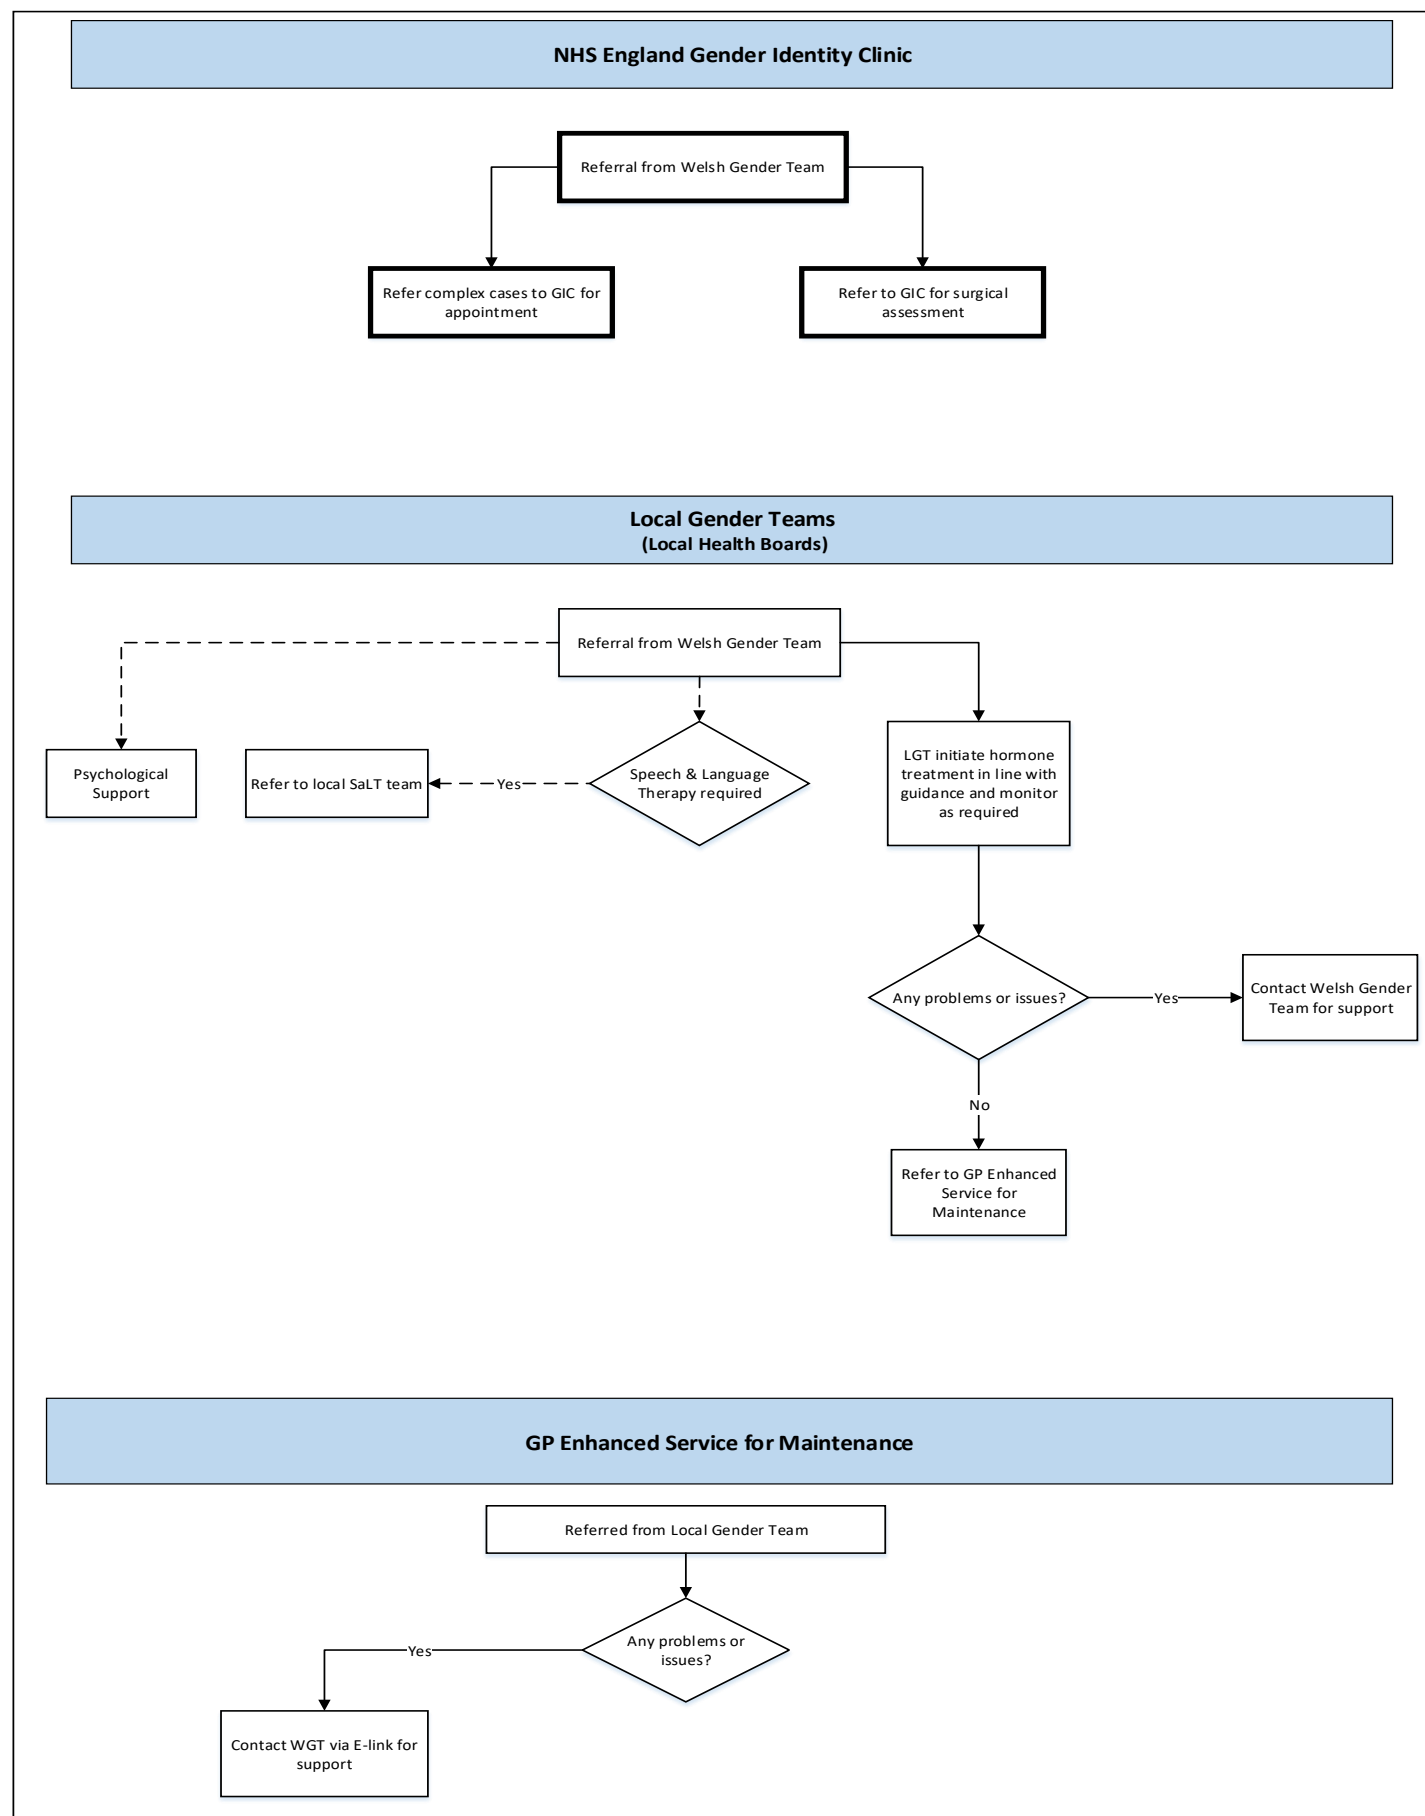 NHS England Gender Identity Clinic
Referral from Welsh Gender Team
Refer complex cases to GIC for
appointment
Refer to GIC for surgical
assessment
Local Gender Teams
(Local Health Boards)
Referral from Welsh Gender Team
Psychological
Support
Refer to local SaLT team
Yes
Speech & Language
Therapy required
LGT initiate hormone
treatment in line with
guidance and monitor
as required
Any problems or issues?
Yes
Contact Welsh Gender
Team for support
No
Refer to GP Enhanced
Service for
Maintenance
GP Enhanced Service for Maintenance
Referred from Local Gender Team
Any problems or
issues?
Yes
Contact WGT via E-link for
support